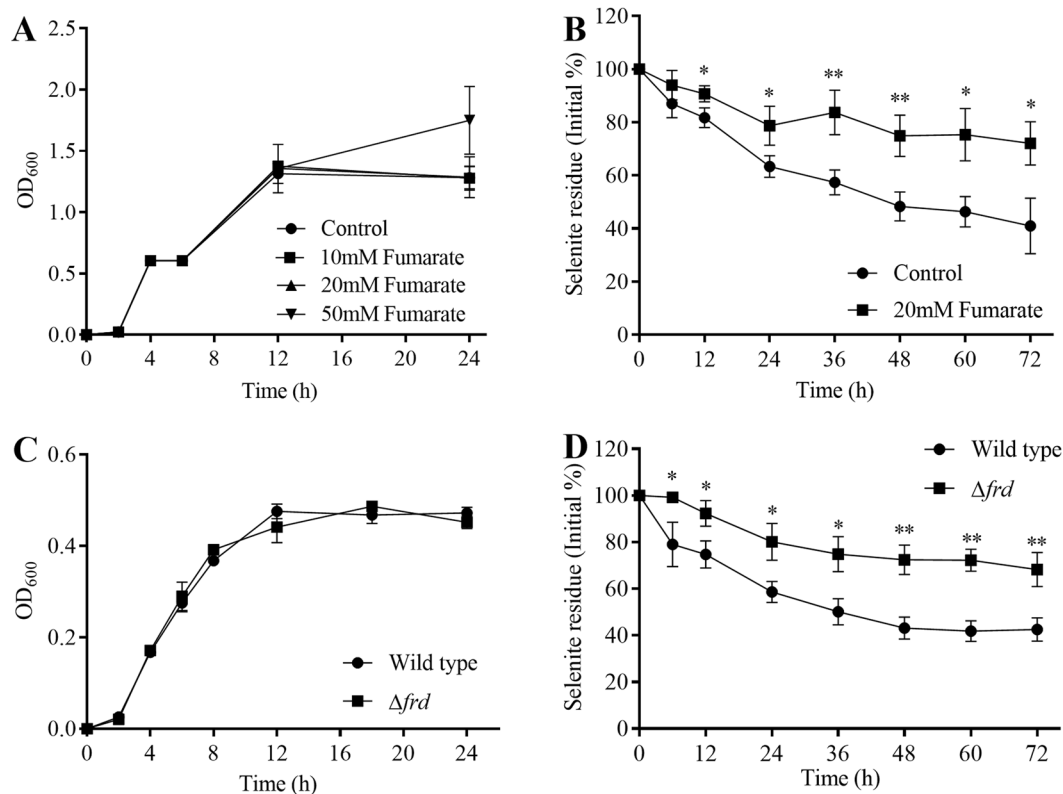 A
2.5
2.0
1.5
1.0
0.5
0.0
OD600
0 4 8 12 16 20 24
Time (h)
Control
10mM Fumarate
20mM Fumarate
50mM Fumarate
B
120
100
80
60
40
20
0
Selenite residue (Initial %)
* * ** ** * *
Control
20mM Fumarate
0 12 24 36 48 60 72
Time (h)
C
0.6
0.4
0.2
0.0
OD600
Wild type
Δfrd
0 4 8 12 16 20 24
Time (h)
D
120
100
80
60
40
20
0
Selenite residue (Initial %)
Wild type
Δfrd
* * * * ** ** **
0 12 24 36 48 60 72
Time (h)